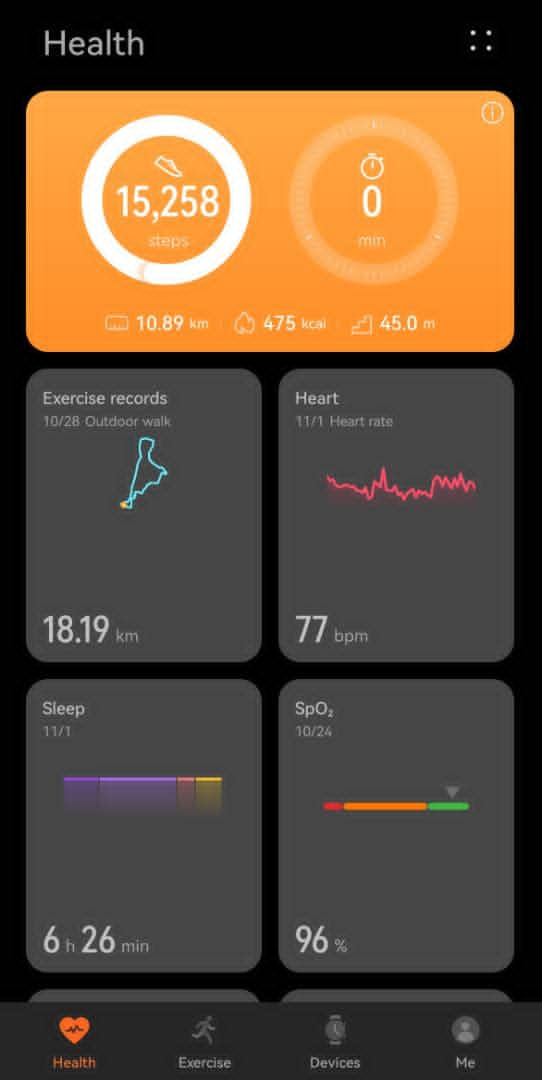 Health
15,258
steps
0
min
10.89 km
475 kcal
45.0 m
Exercise records
10/28 Outdoor walk
18.19 km
Heart
11/1 Heart rate
77 bpm
Sleep
11/1
6 h 26 min
SpO₂
10/24
96 %
Health
Exercise
Devices
Me